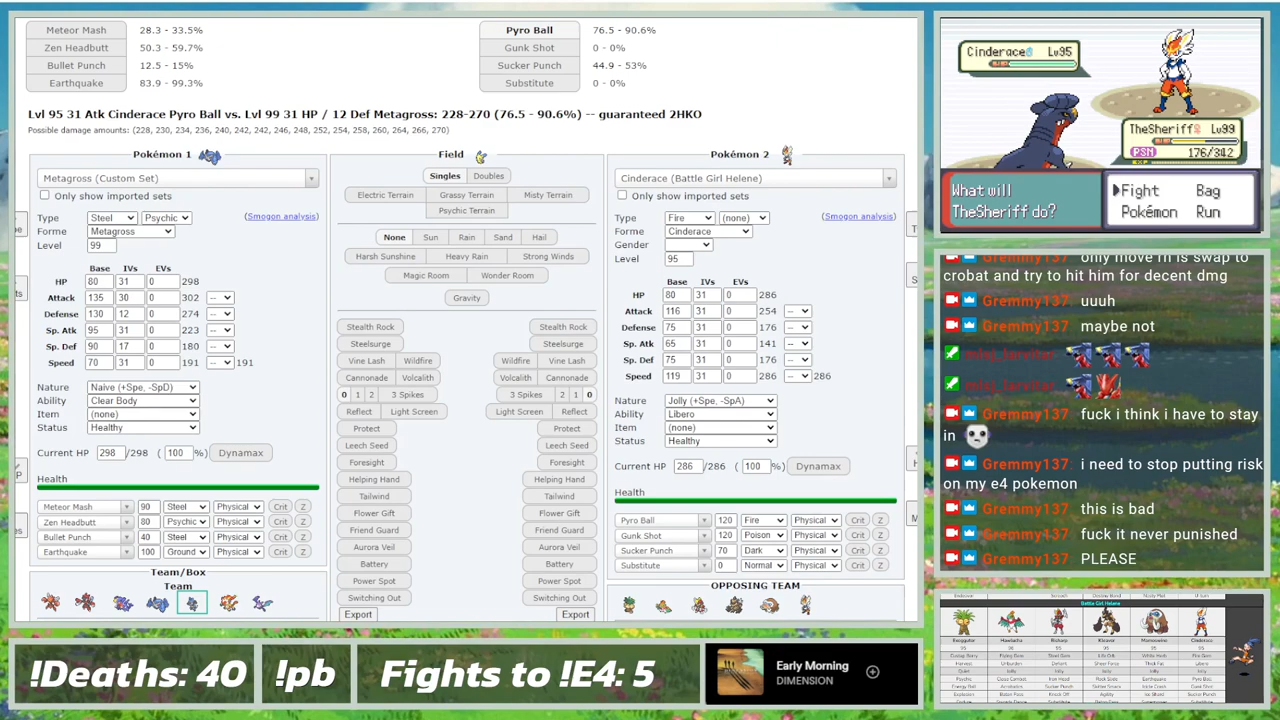 Meteor Mash 28.3 - 33.5%
Zen Headbutt 50.3 - 59.7%
Bullet Punch 12.5 - 15%
Earthquake 83.9 - 99.3%
Pyro Ball 76.5 - 90.6%
Gunk Shot 0 - 0%
Sucker Punch 44.9 - 53%
Substitute 0 - 0%
Lvl 95 31 Atk Cinderace Pyro Ball vs. Lvl 99 31 HP / 12 Def Metagross: 228-270 (76.5 - 90.6%) -- guaranteed 2HKO
Possible damage amounts: (228, 230, 234, 236, 240, 242, 242, 246, 248, 252, 254, 258, 260, 264, 266, 270)
Pokémon 1
Metagross (Custom Set)
Only show imported sets
Type Steel Psychic (Smogon analysis)
Forme Metagross
Level 99
Base IVs EVs
HP 80 31 0 298
Attack 135 30 0 302 --
Defense 130 12 0 274 --
Sp. Atk 95 31 0 223 --
Sp. Def 90 17 0 180 --
Speed 70 31 0 191 -- 191
Nature Naive (+Spe, -SpD)
Ability Clear Body
Item (none)
Status Healthy
Current HP 298 /298 ( 100 %) Dynamax
Health
Meteor Mash 90 Steel Physical Crit Z
Zen Headbutt 80 Psychic Physical Crit Z
Bullet Punch 40 Steel Physical Crit Z
Earthquake 100 Ground Physical Crit Z
Team/Box
Team
Field
Singles Doubles
Electric Terrain Grassy Terrain Misty Terrain
Psychic Terrain
None Sun Rain Sand Hail
Harsh Sunshine Heavy Rain Strong Winds
Magic Room Wonder Room
Gravity
Stealth Rock Stealth Rock
Steelsurge Steelsurge
Vine Lash Wildfire Wildfire Vine Lash
Cannonade Volcalith Volcalith Cannonade
0 1 2 3 Spikes 3 Spikes 2 1 0
Reflect Light Screen Light Screen Reflect
Protect Protect
Leech Seed Leech Seed
Foresight Foresight
Helping Hand Helping Hand
Tailwind Tailwind
Flower Gift Flower Gift
Friend Guard Friend Guard
Aurora Veil Aurora Veil
Battery Battery
Power Spot Power Spot
Switching Out Switching Out
Export Export
Pokémon 2
Cinderace (Battle Girl Helene)
Only show imported sets
Type Fire (none) (Smogon analysis)
Forme Cinderace
Gender
Level 95
Base IVs EVs
HP 80 31 0 286
Attack 116 31 0 254 --
Defense 75 31 0 176 --
Sp. Atk 65 31 0 141 --
Sp. Def 75 31 0 176 --
Speed 119 31 0 286 -- 286
Nature Jolly (+Spe, -SpA)
Ability Libero
Item (none)
Status Healthy
Current HP 286 /286 ( 100 %) Dynamax
Health
Pyro Ball 120 Fire Physical Crit Z
Gunk Shot 120 Poison Physical Crit Z
Sucker Punch 70 Dark Physical Crit Z
Substitute 0 Normal Physical Crit Z
OPPOSING TEAM
Cinderace♂ Lv95
TheSheriff♀ Lv99
PSN 176/342
What will
TheSheriff do?
Fight Bag
Pokémon Run
only move rn is swap to
crobat and try to hit him for decent dmg
Gremmy137 uuuh
Gremmy137 maybe not
Gremmy137 fuck i think i have to stay
in
Gremmy137 i need to stop putting risk
on my e4 pokemon
Gremmy137 this is bad
Gremmy137 fuck it never punished
Gremmy137 PLEASE
Battle Girl Helene
!Deaths: 40 !pb Fights to !E4: 5
Early Morning
DIMENSION